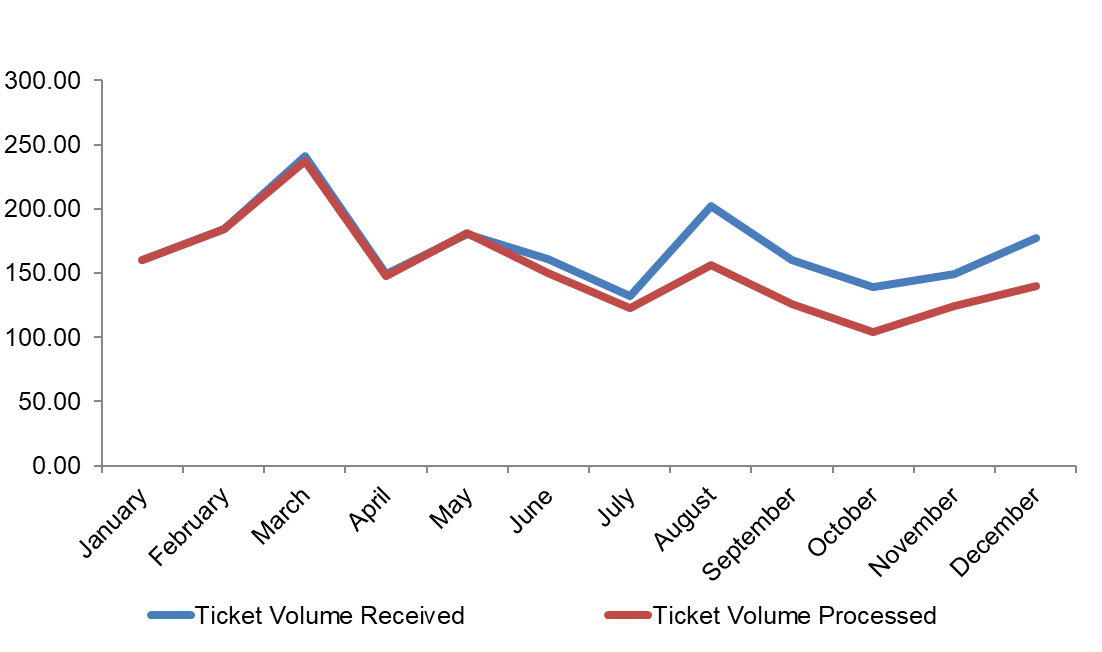 300.00
250.00
200.00
150.00
100.00
50.00
0.00
January
February
March
April
May
June
July
August
September
October
November
December
Ticket Volume Received
Ticket Volume Processed